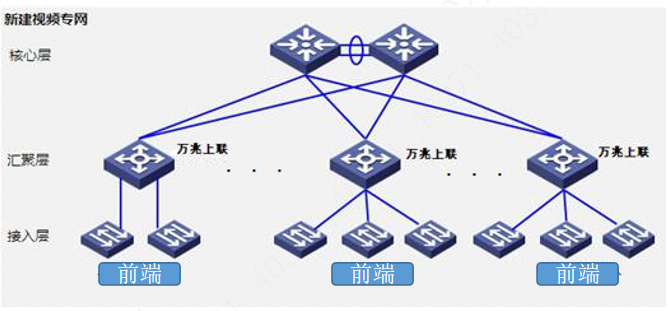 新建视频专网
核心层
汇聚层
万兆上联
. . .
万兆上联
. . .
万兆上联
接入层
前端
前端
前端